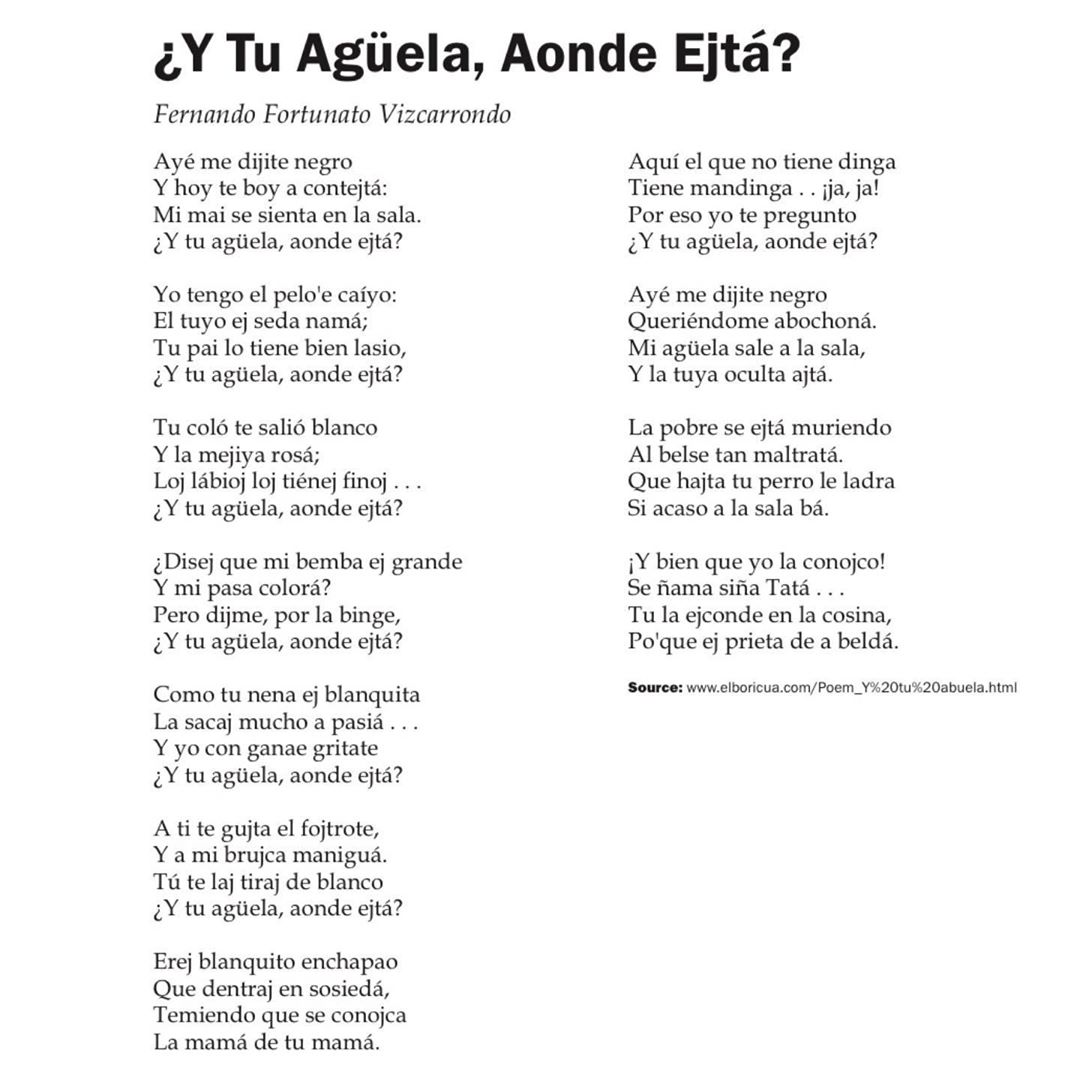 ¿Y Tu Agüela, Aonde Ejtá?
Fernando Fortunato Vizcarrondo
Ayé me dijite negro
Y hoy te boy a contejtá:
Mi mai se sienta en la sala.
¿Y tu agüela, aonde ejtá?
Yo tengo el pelo'e caíyo:
El tuyo ej seda namá;
Tu pai lo tiene bien lasio,
¿Y tu agüela, aonde ejtá?
Tu coló te salió blanco
Y la mejiya rosá;
Loj lábioj loj tiénej finoj . . .
¿Y tu agüela, aonde ejtá?
¿Disej que mi bemba ej grande
Y mi pasa colorá?
Pero dijme, por la binge,
¿Y tu agüela, aonde ejtá?
Como tu nena ej blanquita
La sacaj mucho a pasiá . . .
Y yo con ganae gritate
¿Y tu agüela, aonde ejtá?
A ti te gujta el fojtrote,
Y a mi brujca maniguá.
Tú te laj tiraj de blanco
¿Y tu agüela, aonde ejtá?
Erej blanquito enchapao
Que dentraj en sosiedá,
Temiendo que se conojca
La mamá de tu mamá.
Aquí el que no tiene dinga
Tiene mandinga . . ¡ja, ja!
Por eso yo te pregunto
¿Y tu agüela, aonde ejtá?
Ayé me dijite negro
Queriéndome abochoná.
Mi agüela sale a la sala,
Y la tuya oculta ajtá.
La pobre se ejtá muriendo
Al belse tan maltratá.
Que hajta tu perro le ladra
Si acaso a la sala bá.
¡Y bien que yo la conojco!
Se ñama siña Tatá . . .
Tu la ejconde en la cosina,
Po'que ej prieta de a beldá.
Source: www.elboricua.com/Poem_Y%20tu%20abuela.html